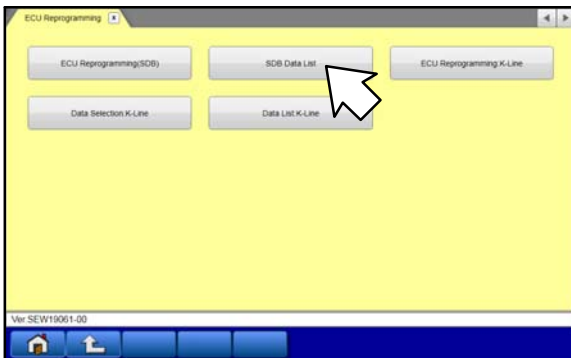 ECU Reprogramming x
ECU Reprogramming(SDB)
SDB Data List
ECU Reprogramming:K-Line
Data Selection:K-Line
Data List:K-Line
Ver.SEW19061-00